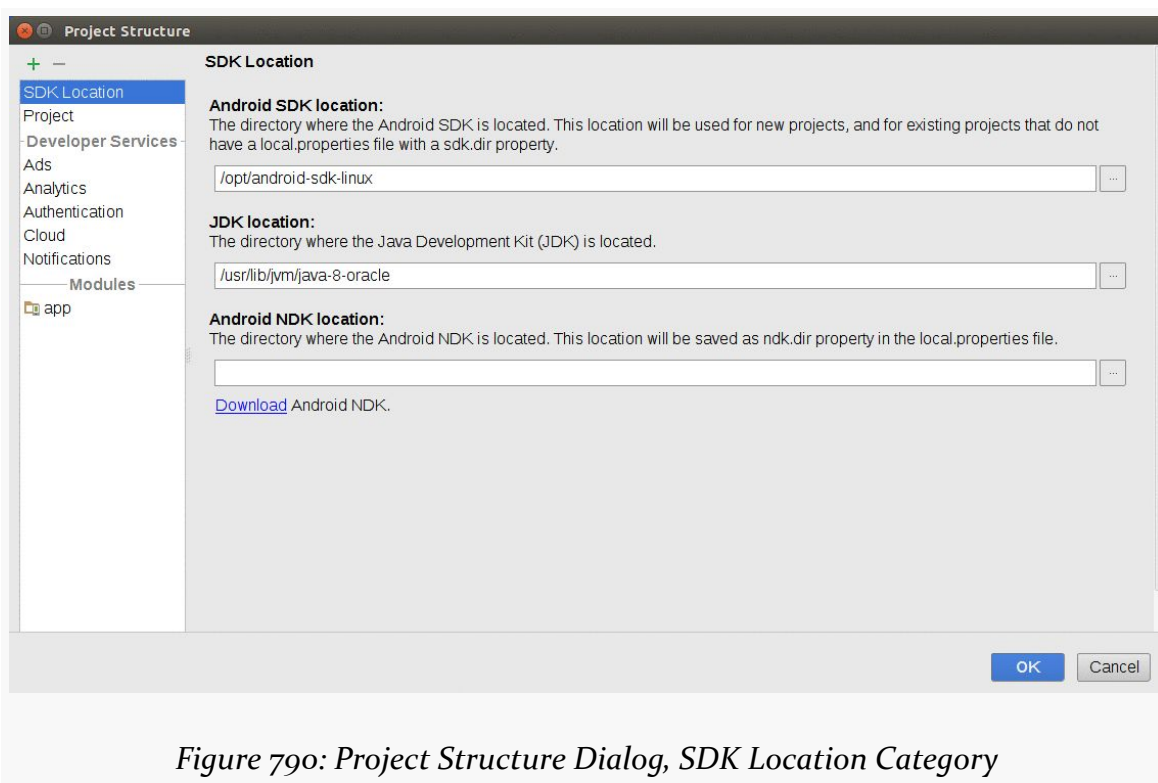 Project Structure
+ −
SDK Location
Project
Developer Services
Ads
Analytics
Authentication
Cloud
Notifications
Modules
app
SDK Location
Android SDK location:
The directory where the Android SDK is located. This location will be used for new projects, and for existing projects that do not
have a local.properties file with a sdk.dir property.
/opt/android-sdk-linux
...
JDK location:
The directory where the Java Development Kit (JDK) is located.
/usr/lib/jvm/java-8-oracle
...
Android NDK location:
The directory where the Android NDK is located. This location will be saved as ndk.dir property in the local.properties file.
...
Download Android NDK.
OK
Cancel
Figure 790: Project Structure Dialog, SDK Location Category